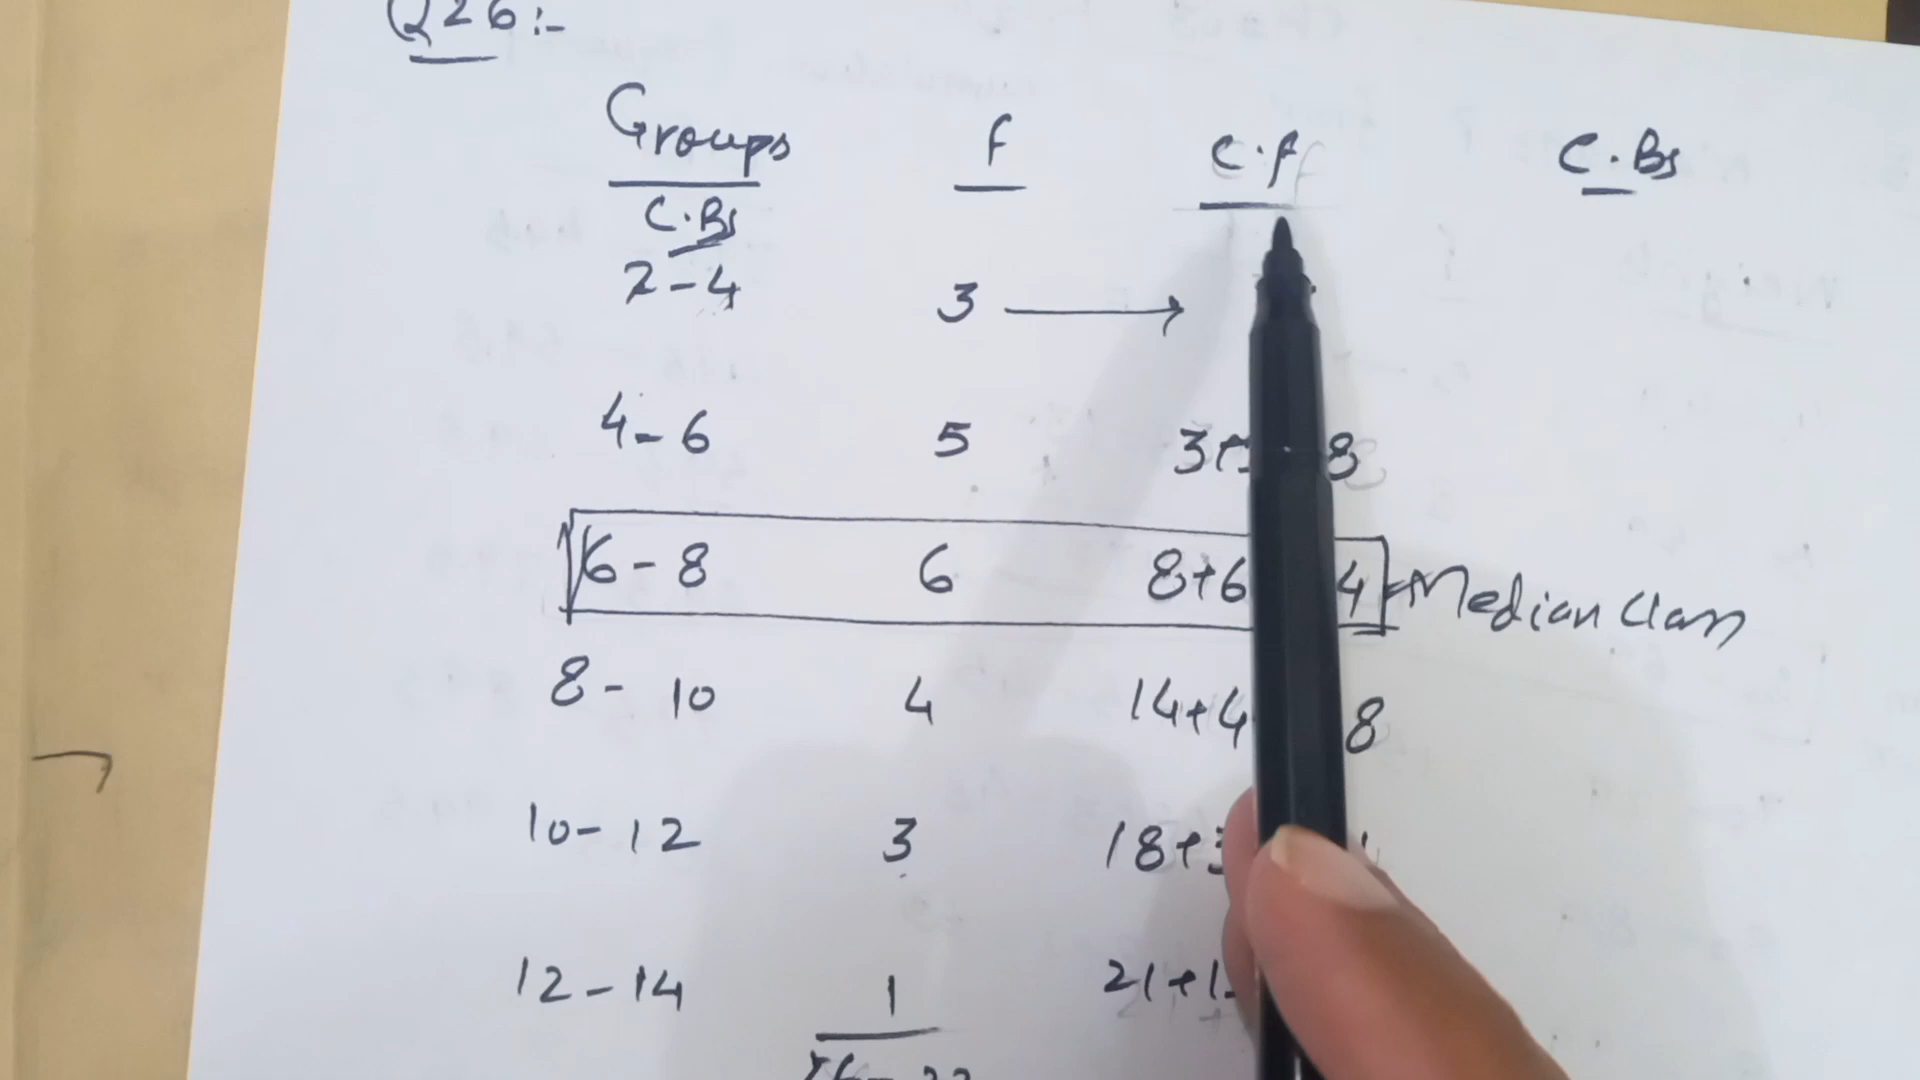 Q26:-
Groups f C.f C.Bs
C.Bs
2-4 3 →
4-6 5 3+ 8
6-8 6 8+6 4 Median Class
8-10 4 14+4 8
10-12 3 18+3
12-14 1 21+1